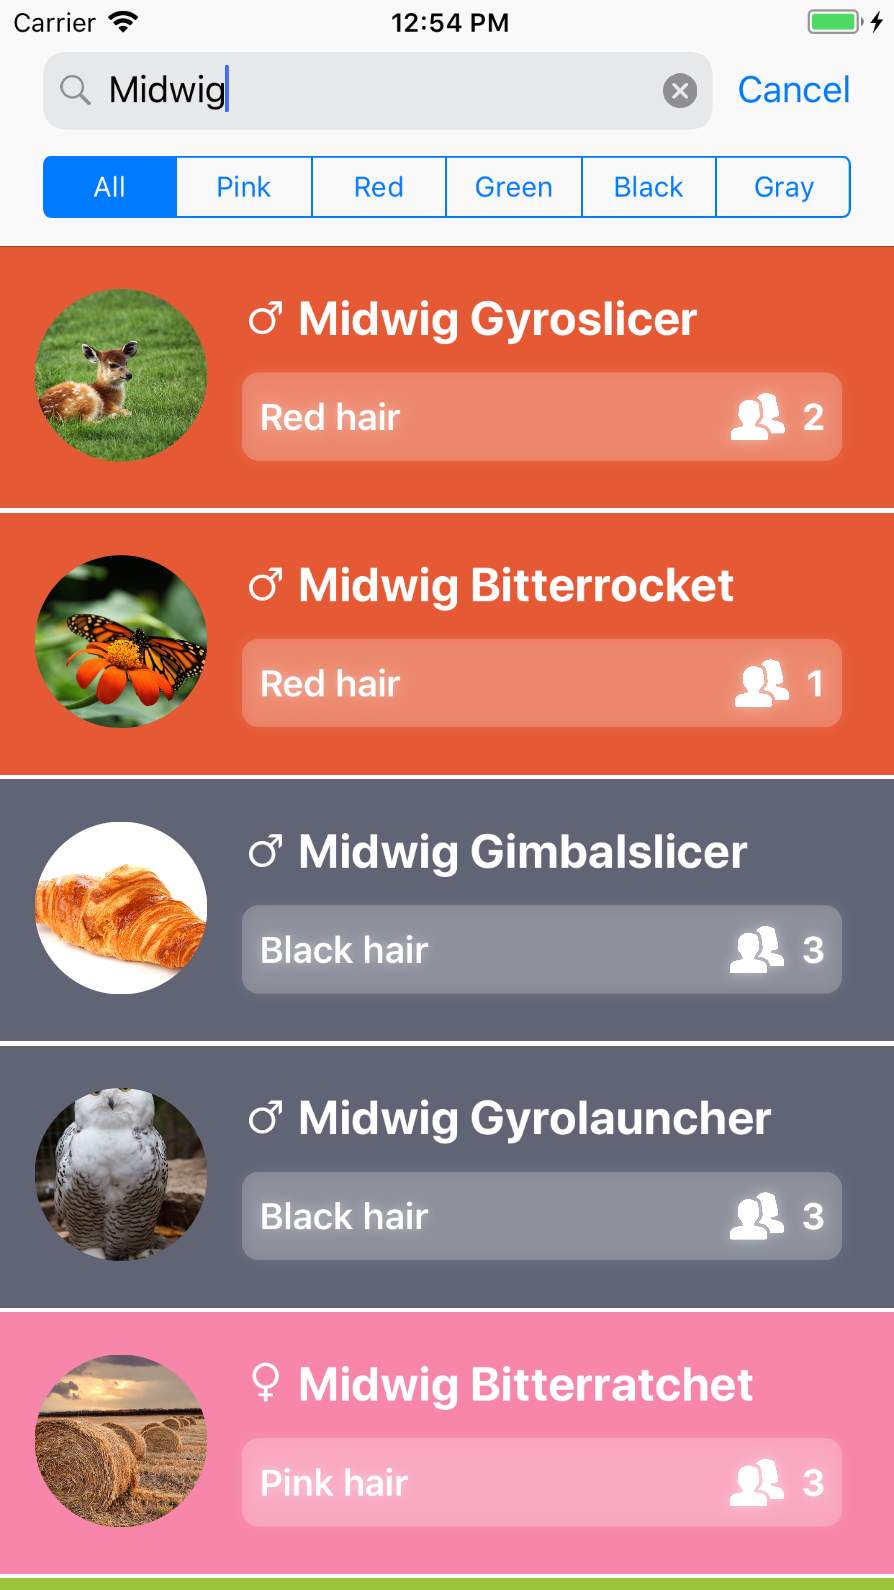 Carrier 12:54 PM
Midwig Cancel
All Pink Red Green Black Gray
♂ Midwig Gyroslicer
Red hair 2
♂ Midwig Bitterrocket
Red hair 1
♂ Midwig Gimbalslicer
Black hair 3
♂ Midwig Gyrolauncher
Black hair 3
♀ Midwig Bitterratchet
Pink hair 3